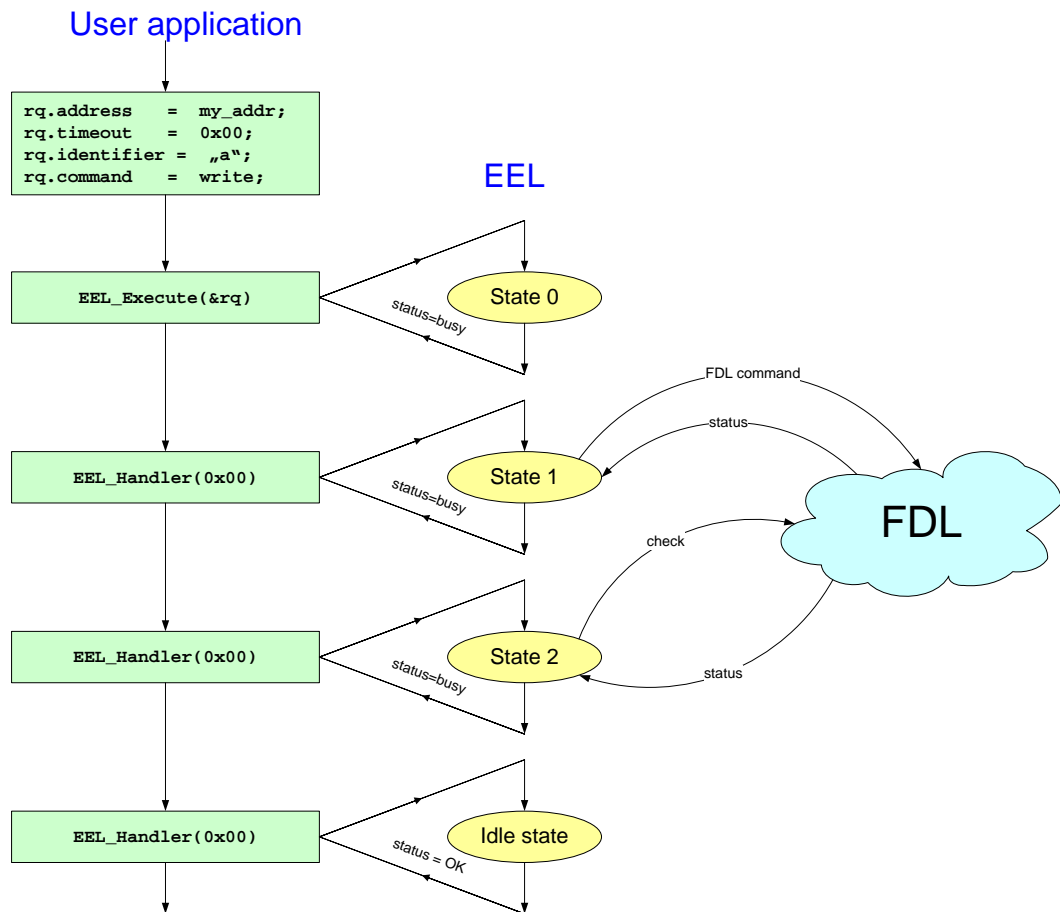 User application
rq.address   =  my_addr;
rq.timeout   =  0x00;
rq.identifier =  „a“;
rq.command   =  write;
EEL
EEL_Execute(&rq)
State 0
status=busy
FDL command
status
EEL_Handler(0x00)
State 1
status=busy
FDL
check
EEL_Handler(0x00)
State 2
status=busy
status
EEL_Handler(0x00)
Idle state
status = OK